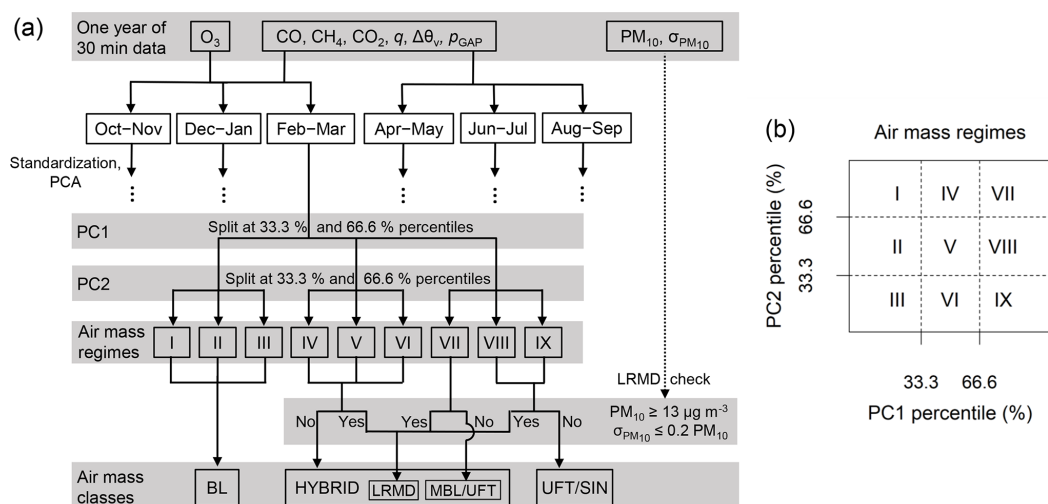 (a)
One year of
30 min data
O₃
CO, CH₄, CO₂, q, Δθᵥ, p_GAP
PM₁₀, σ_PM₁₀
Oct−Nov
Dec−Jan
Feb−Mar
Apr−May
Jun−Jul
Aug−Sep
Standardization,
PCA
⋮ ⋮ ⋮ ⋮ ⋮
PC1
Split at 33.3 % and 66.6 % percentiles
PC2
Split at 33.3 % and 66.6 % percentiles
Air mass
regimes
I II III IV V VI VII VIII IX
LRMD check
PM₁₀ ≥ 13 µg m⁻³
σ_PM₁₀ ≤ 0.2 PM₁₀
No Yes Yes No Yes No
Air mass
classes
BL
HYBRID
LRMD
MBL/UFT
UFT/SIN
(b)
Air mass regimes
PC2 percentile (%)
66.6
33.3
I IV VII
II V VIII
III VI IX
33.3 66.6
PC1 percentile (%)